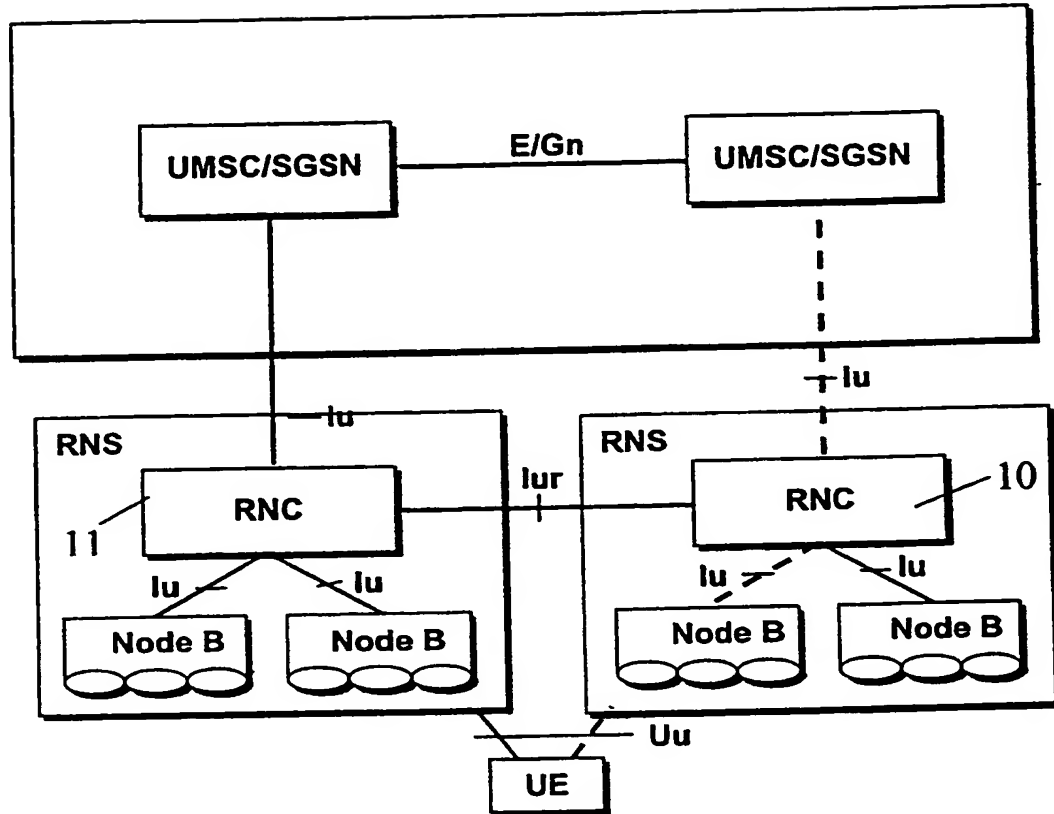 E/Gn
UMSC/SGSN
UMSC/SGSN
Iu
Iu
RNS
RNS
Iur
RNC
RNC
11
10
Iu
Iu
Iu
Iu
Node B
Node B
Node B
Node B
Uu
UE